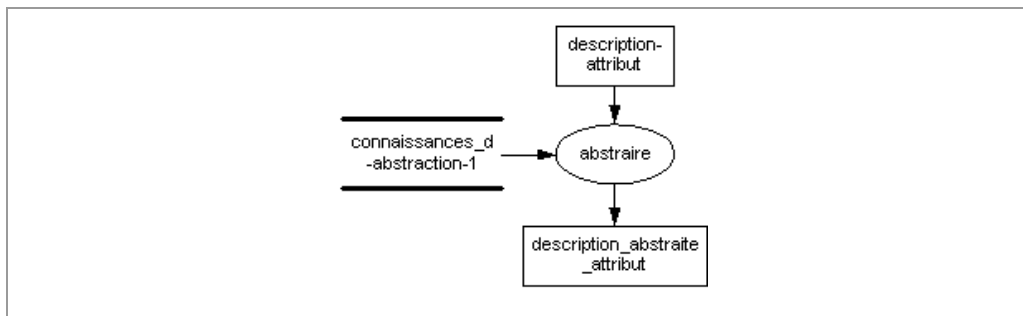 description-
attribut
connaissances_d
-abstraction-1
abstraire
description_abstraite
_attribut